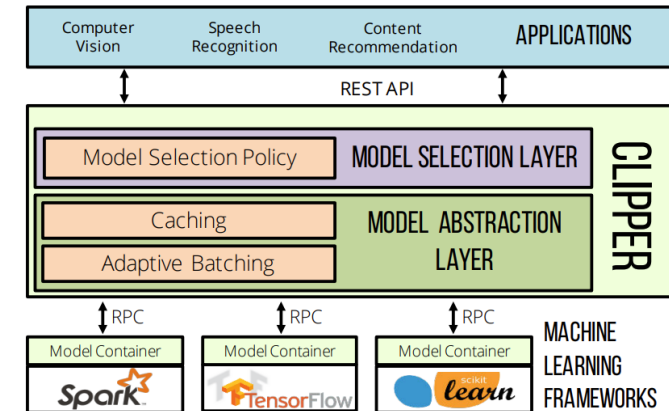 Computer Vision
Speech Recognition
Content Recommendation
APPLICATIONS
REST API
CLIPPER
Model Selection Policy
MODEL SELECTION LAYER
Caching
Adaptive Batching
MODEL ABSTRACTION
LAYER
RPC
RPC
RPC
Model Container
Model Container
Model Container
MACHINE
LEARNING
FRAMEWORKS
Spark
TensorFlow
scikit
learn